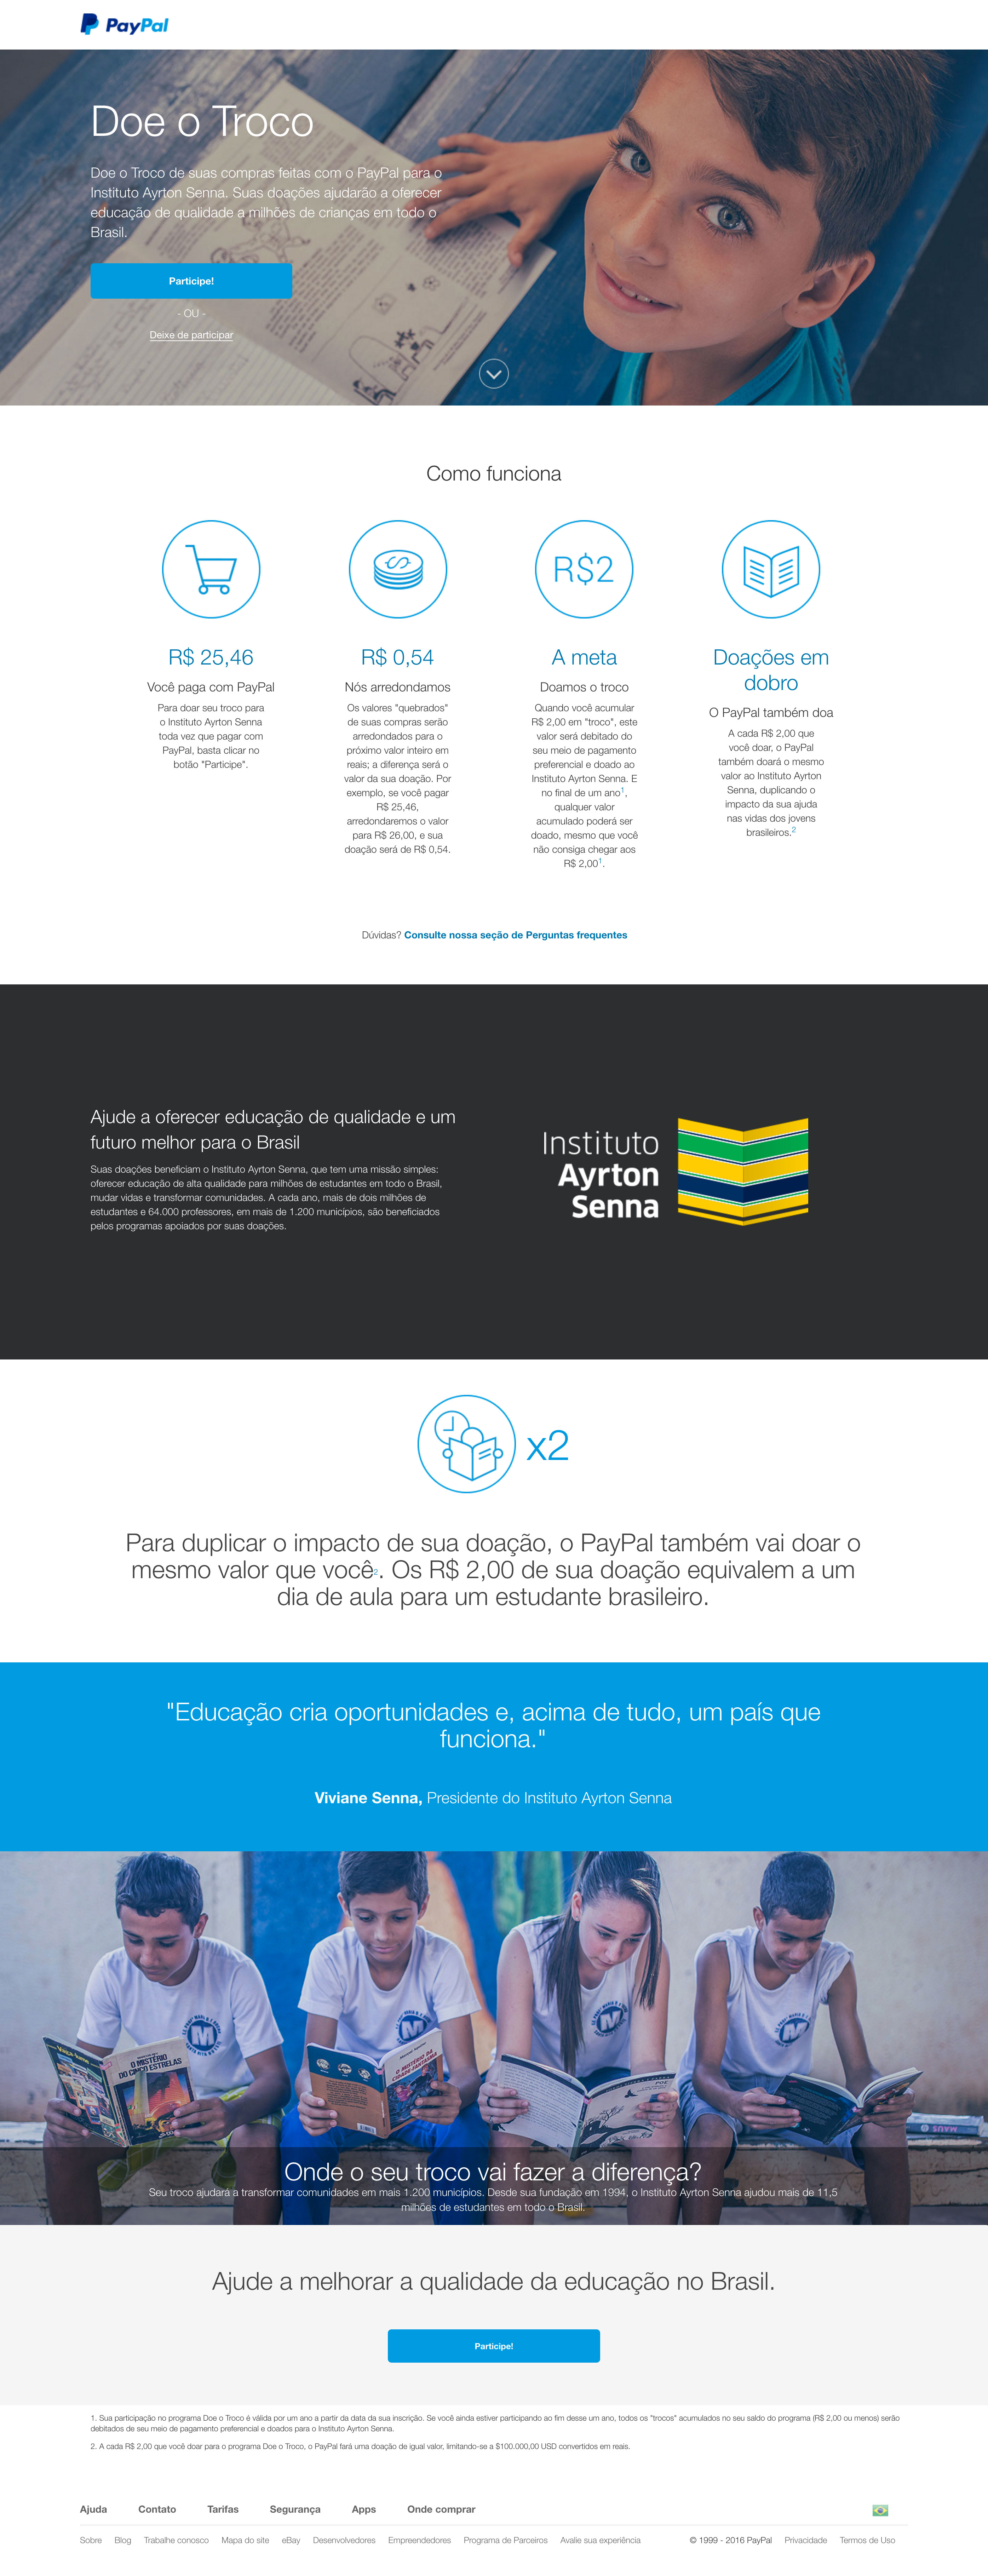 PayPal
Doe o Troco
Doe o Troco de suas compras feitas com o PayPal para o
Instituto Ayrton Senna. Suas doações ajudarão a oferecer
educação de qualidade a milhões de crianças em todo o
Brasil.
Participe!
- OU -
Deixe de participar
Como funciona
R$2
R$ 25,46
Você paga com PayPal
Para doar seu troco para
o Instituto Ayrton Senna
toda vez que pagar com
PayPal, basta clicar no
botão "Participe".
R$ 0,54
Nós arredondamos
Os valores "quebrados"
de suas compras serão
arredondados para o
próximo valor inteiro em
reais; a diferença será o
valor da sua doação. Por
exemplo, se você pagar
R$ 25,46,
arredondaremos o valor
para R$ 26,00, e sua
doação será de R$ 0,54.
A meta
Doamos o troco
Quando você acumular
R$ 2,00 em "troco", este
valor será debitado do
seu meio de pagamento
preferencial e doado ao
Instituto Ayrton Senna. E
no final de um ano1,
qualquer valor
acumulado poderá ser
doado, mesmo que você
não consiga chegar aos
R$ 2,001.
Doações em
dobro
O PayPal também doa
A cada R$ 2,00 que
você doar, o PayPal
também doará o mesmo
valor ao Instituto Ayrton
Senna, duplicando o
impacto da sua ajuda
nas vidas dos jovens
brasileiros.2
Dúvidas? Consulte nossa seção de Perguntas frequentes
Ajude a oferecer educação de qualidade e um
futuro melhor para o Brasil
Suas doações beneficiam o Instituto Ayrton Senna, que tem uma missão simples:
oferecer educação de alta qualidade para milhões de estudantes em todo o Brasil,
mudar vidas e transformar comunidades. A cada ano, mais de dois milhões de
estudantes e 64.000 professores, em mais de 1.200 municípios, são beneficiados
pelos programas apoiados por suas doações.
Instituto
Ayrton
Senna
x2
Para duplicar o impacto de sua doação, o PayPal também vai doar o
mesmo valor que você2. Os R$ 2,00 de sua doação equivalem a um
dia de aula para um estudante brasileiro.
"Educação cria oportunidades e, acima de tudo, um país que
funciona."
Viviane Senna, Presidente do Instituto Ayrton Senna
M
M
M
M
O MISTÉRIO
DO CINCO ESTRELAS
O MISTÉRIO DA
CIDADE-FANTASMA
POE
MAUS
Onde o seu troco vai fazer a diferença?
Seu troco ajudará a transformar comunidades em mais 1.200 municípios. Desde sua fundação em 1994, o Instituto Ayrton Senna ajudou mais de 11,5
milhões de estudantes em todo o Brasil.
Ajude a melhorar a qualidade da educação no Brasil.
Participe!
1. Sua participação no programa Doe o Troco é válida por um ano a partir da data da sua inscrição. Se você ainda estiver participando ao fim desse um ano, todos os "trocos" acumulados no seu saldo do programa (R$ 2,00 ou menos) serão
debitados de seu meio de pagamento preferencial e doados para o Instituto Ayrton Senna.
2. A cada R$ 2,00 que você doar para o programa Doe o Troco, o PayPal fará uma doação de igual valor, limitando-se a $100.000,00 USD convertidos em reais.
Ajuda Contato Tarifas Segurança Apps Onde comprar
Sobre Blog Trabalhe conosco Mapa do site eBay Desenvolvedores Empreendedores Programa de Parceiros Avalie sua experiência © 1999 - 2016 PayPal Privacidade Termos de Uso